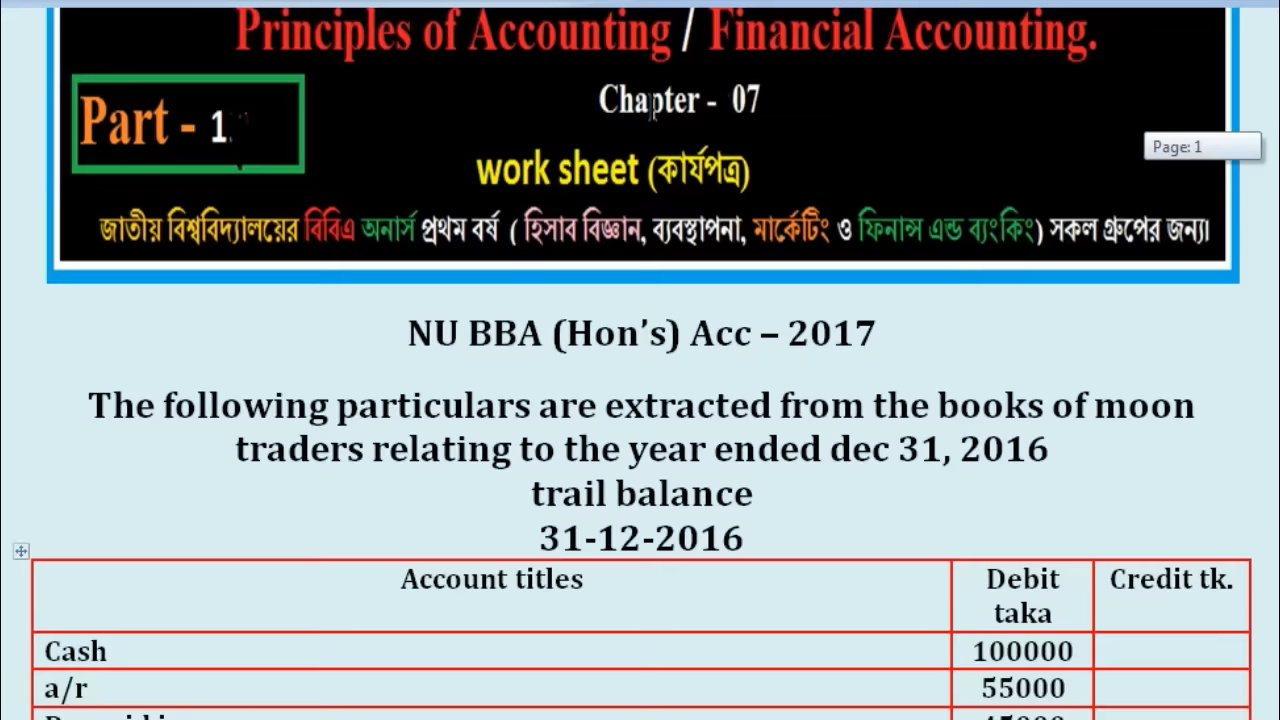 Principles of Accounting / Financial Accounting.
Chapter - 07
Part - 1
Page: 1
work sheet (কার্যপত্র)
জাতীয় বিশ্ববিদ্যালয়ের বিবিএ অনার্স প্রথম বর্ষ ( হিসাব বিজ্ঞান, ব্যবস্থাপনা, মার্কেটিং ও ফিনান্স এন্ড ব্যংকিং) সকল গ্রুপের জন্য।
NU BBA (Hon’s) Acc – 2017
The following particulars are extracted from the books of moon
traders relating to the year ended dec 31, 2016
trail balance
31-12-2016
Account titles Debit taka Credit tk.
Cash 100000
a/r 55000